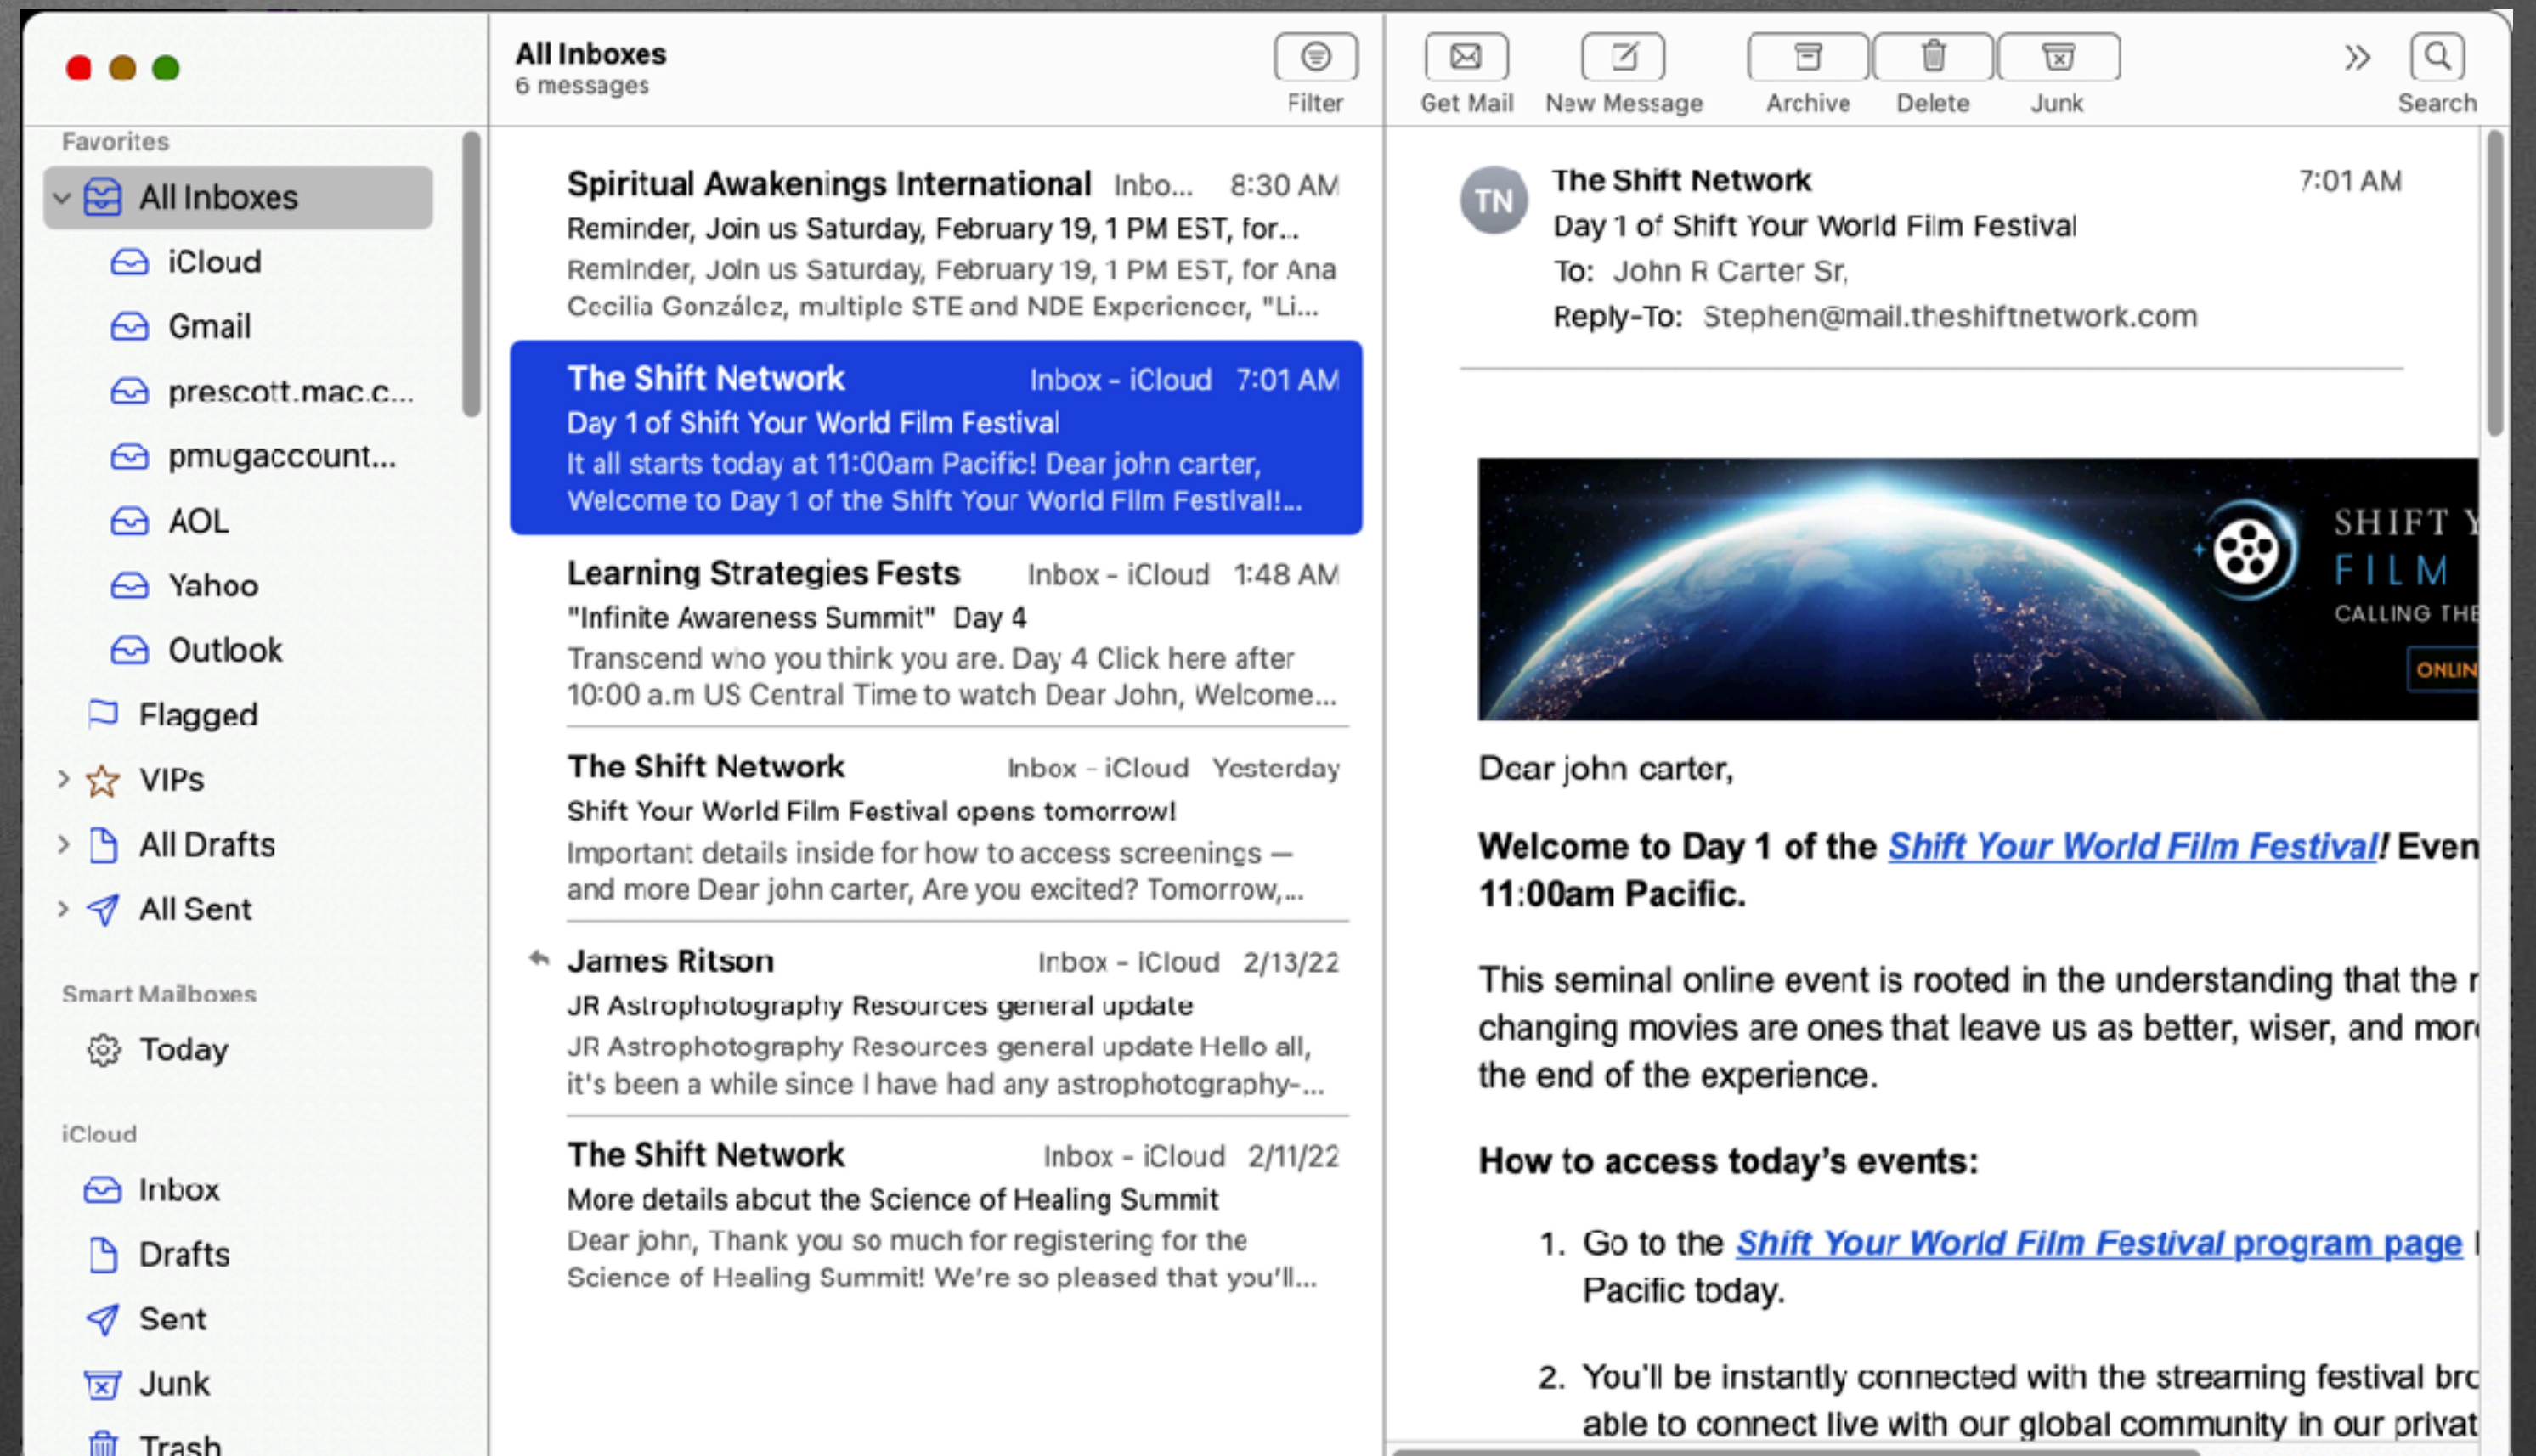 All Inboxes
6 messages
Filter
Get Mail
New Message
Archive
Delete
Junk
Search
Favorites
All Inboxes
iCloud
Gmail
prescott.mac.c...
pmugaccount...
AOL
Yahoo
Outlook
Flagged
VIPs
All Drafts
All Sent
Smart Mailboxes
Today
iCloud
Inbox
Drafts
Sent
Junk
Trash
Spiritual Awakenings International Inbo... 8:30 AM
Reminder, Join us Saturday, February 19, 1 PM EST, for...
Reminder, Join us Saturday, February 19, 1 PM EST, for Ana
Cecilia González, multiple STE and NDE Experiencer, "Li...
The Shift Network Inbox - iCloud 7:01 AM
Day 1 of Shift Your World Film Festival
It all starts today at 11:00am Pacific! Dear john carter,
Welcome to Day 1 of the Shift Your World Film Festival!...
Learning Strategies Fests Inbox - iCloud 1:48 AM
"Infinite Awareness Summit" Day 4
Transcend who you think you are. Day 4 Click here after
10:00 a.m US Central Time to watch Dear John, Welcome...
The Shift Network Inbox - iCloud Yesterday
Shift Your World Film Festival opens tomorrow!
Important details inside for how to access screenings —
and more Dear john carter, Are you excited? Tomorrow,...
James Ritson Inbox - iCloud 2/13/22
JR Astrophotography Resources general update
JR Astrophotography Resources general update Hello all,
it's been a while since I have had any astrophotography-...
The Shift Network Inbox - iCloud 2/11/22
More details about the Science of Healing Summit
Dear john, Thank you so much for registering for the
Science of Healing Summit! We're so pleased that you'll...
TN
The Shift Network 7:01 AM
Day 1 of Shift Your World Film Festival
To: John R Carter Sr,
Reply-To: Stephen@mail.theshiftnetwork.com
SHIFT Y
FILM
CALLING THE
ONLIN
Dear john carter,
Welcome to Day 1 of the Shift Your World Film Festival! Even
11:00am Pacific.
This seminal online event is rooted in the understanding that the
changing movies are ones that leave us as better, wiser, and more
the end of the experience.
How to access today's events:
1. Go to the Shift Your World Film Festival program page
Pacific today.
2. You'll be instantly connected with the streaming festival bro
able to connect live with our global community in our privat